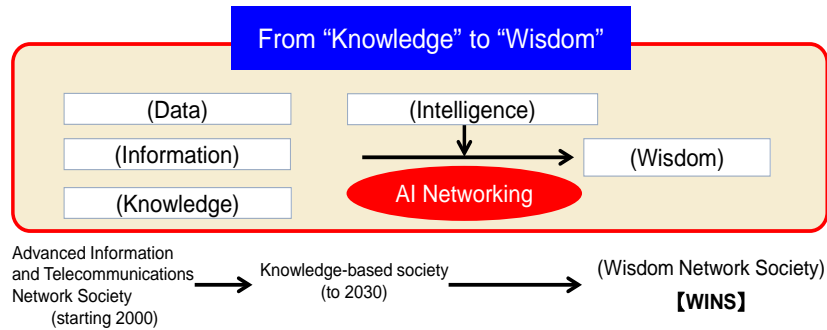 From “Knowledge” to “Wisdom”
(Data)
(Intelligence)
(Information)
(Wisdom)
AI Networking
(Knowledge)
Advanced Information
and Telecommunications
Network Society
(starting 2000)
Knowledge-based society
(to 2030)
(Wisdom Network Society)
【WINS】